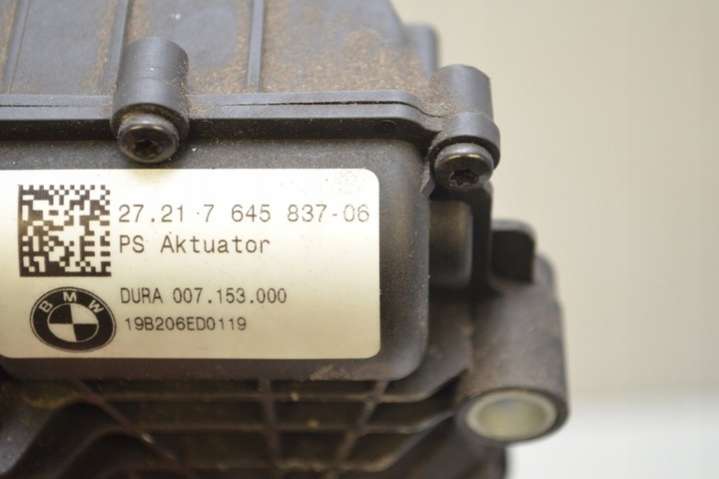 27.21 7 645 837-06
PS Aktuator
BMW
DURA 007.153.000
19B206ED0119